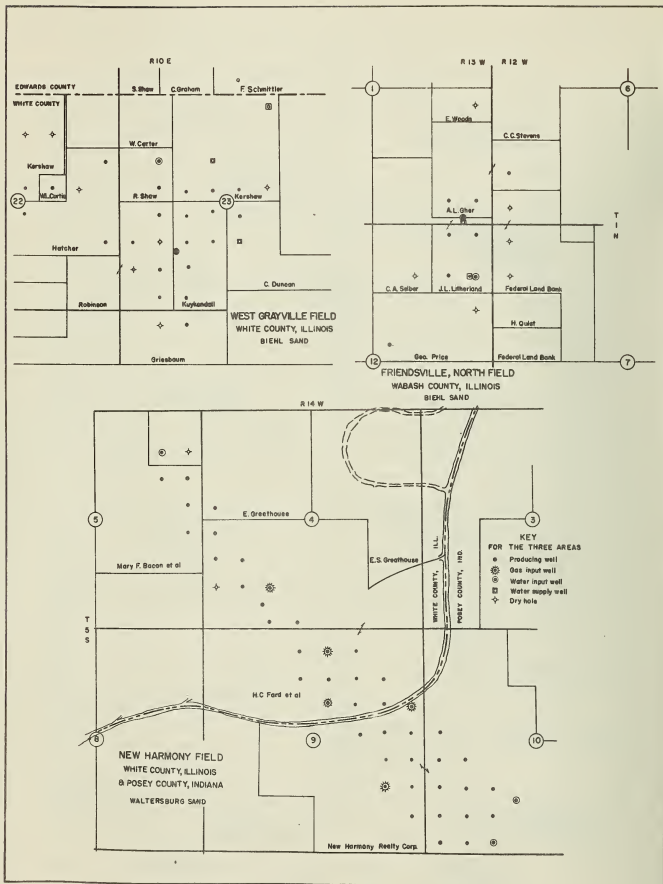 R 10 E
EDWARDS COUNTY
WHITE COUNTY
S. Shaw
C. Graham
F. Schmittler
W. Carter
Kershaw
W.L. Curtis
R. Shaw
Kershaw
22
23
Hatcher
C. Duncan
Robinson
Kuykendall
Griesbaum
WEST GRAYVILLE FIELD
WHITE COUNTY, ILLINOIS
BIEHL SAND
R 13 W R 12 W
1
6
E. Woods
C. C. Stevens
A. L. Gher
T
1
N
C. A. Seiber
J. L. Litherland
Federal Land Bank
H. Quiet
12
Geo. Price
Federal Land Bank
7
FRIENDSVILLE, NORTH FIELD
WABASH COUNTY, ILLINOIS
BIEHL SAND
R 14 W
5
E. Greathouse
4
3
Mary F. Bacon et al
E.S. Greathouse
WHITE COUNTY, ILL.
POSEY COUNTY, IND.
KEY
FOR THE THREE AREAS
Producing well
Gas input well
Water input well
Water supply well
Dry hole
T
5
S
H.C. Ford et al
8
9
10
NEW HARMONY FIELD
WHITE COUNTY, ILLINOIS
& POSEY COUNTY, INDIANA
WALTERSBURG SAND
New Harmony Realty Corp.